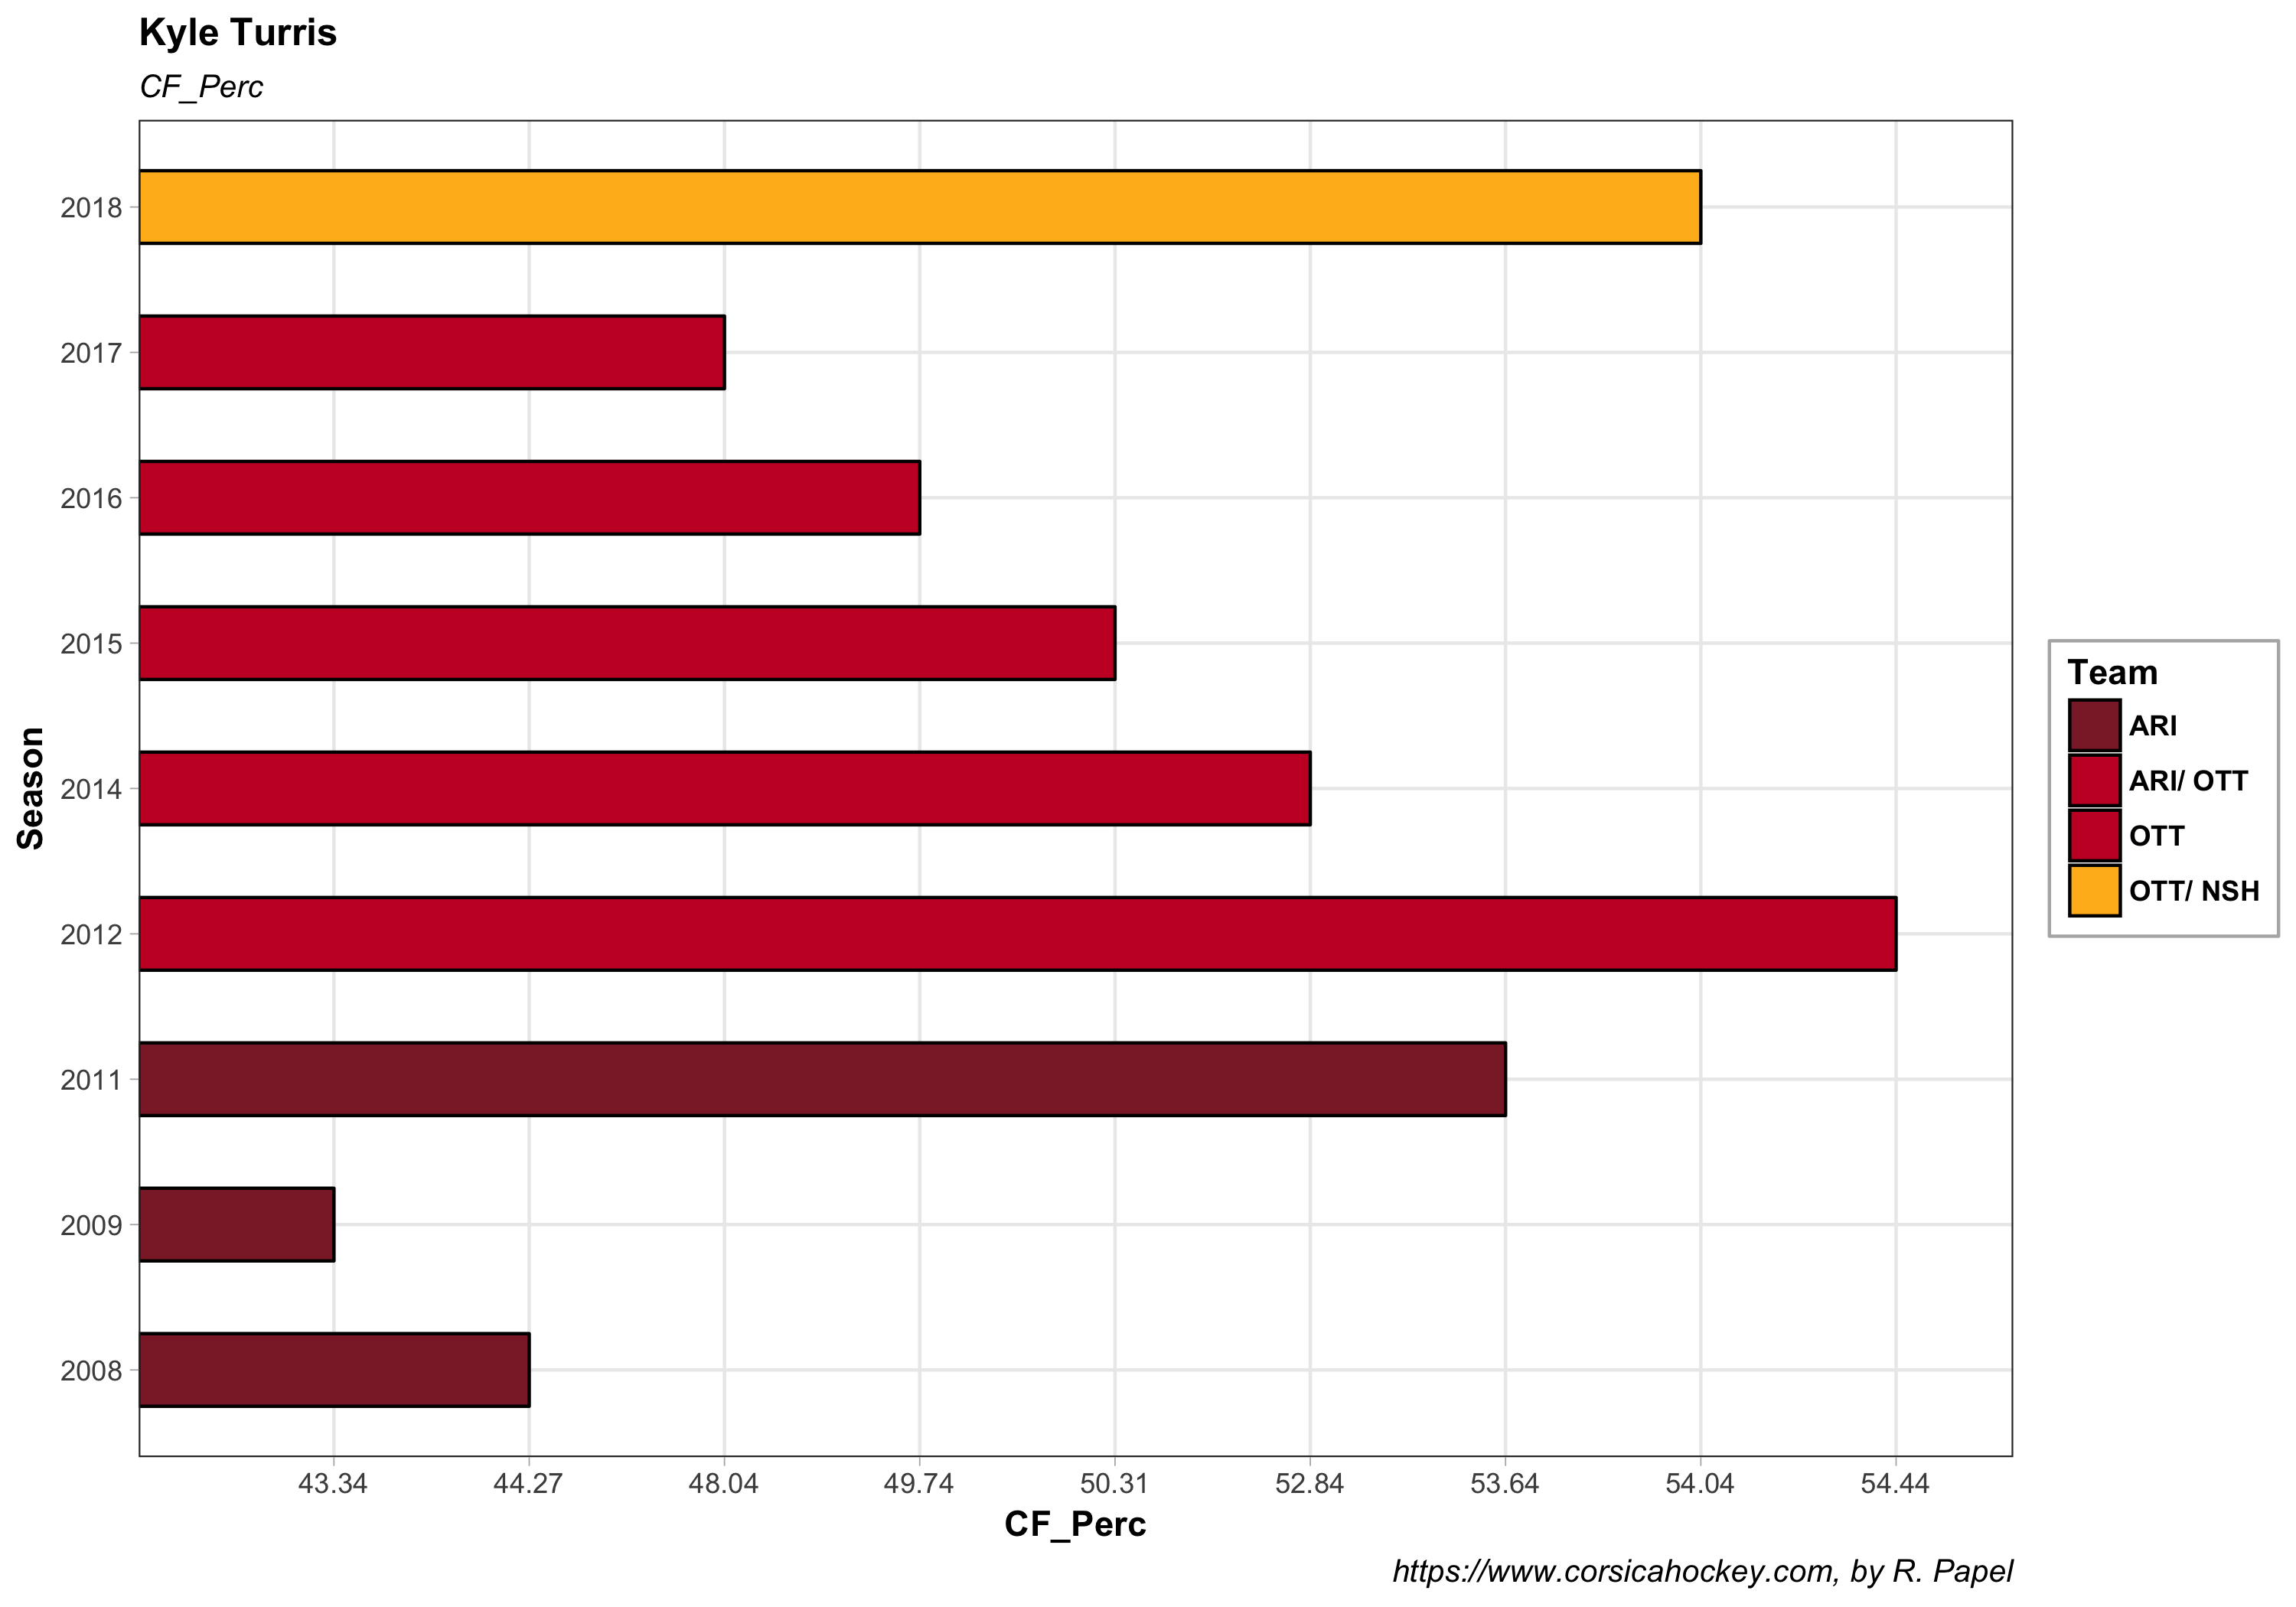 Kyle Turris
CF_Perc
2018
2017
2016
2015
2014
2012
2011
2009
2008
Season
43.34 44.27 48.04 49.74 50.31 52.84 53.64 54.04 54.44
CF_Perc
Team
ARI
ARI/ OTT
OTT
OTT/ NSH
https://www.corsicahockey.com, by R. Papel